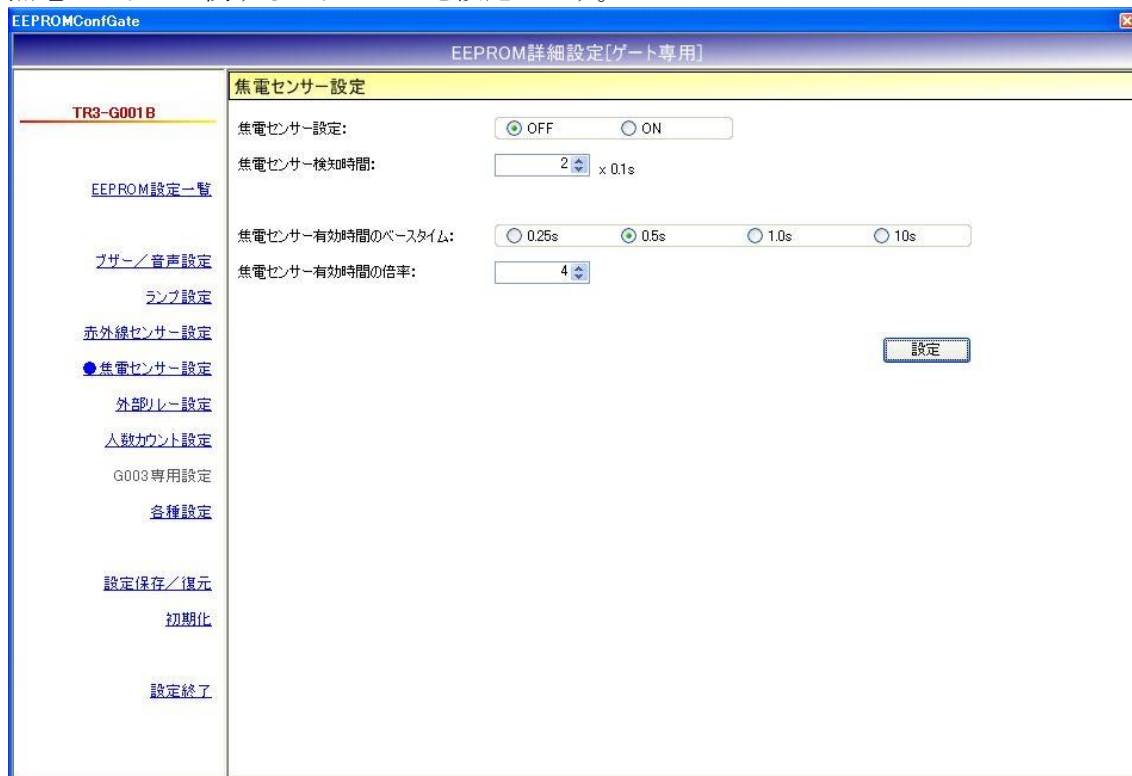 EEPROMConfGate
EEPROM詳細設定[ゲート専用]
焦電センサー設定
TR3-G001B
焦電センサー設定: OFF ON
焦電センサー検知時間: 2 x 0.1s
EEPROM設定一覧
焦電センサー有効時間のベースタイム: 0.25s 0.5s 1.0s 10s
ブザー／音声設定
焦電センサー有効時間の倍率: 4
ランプ設定
赤外線センサー設定
設定
●焦電センサー設定
外部リレー設定
人数カウント設定
G003専用設定
各種設定
設定保存／復元
初期化
設定終了